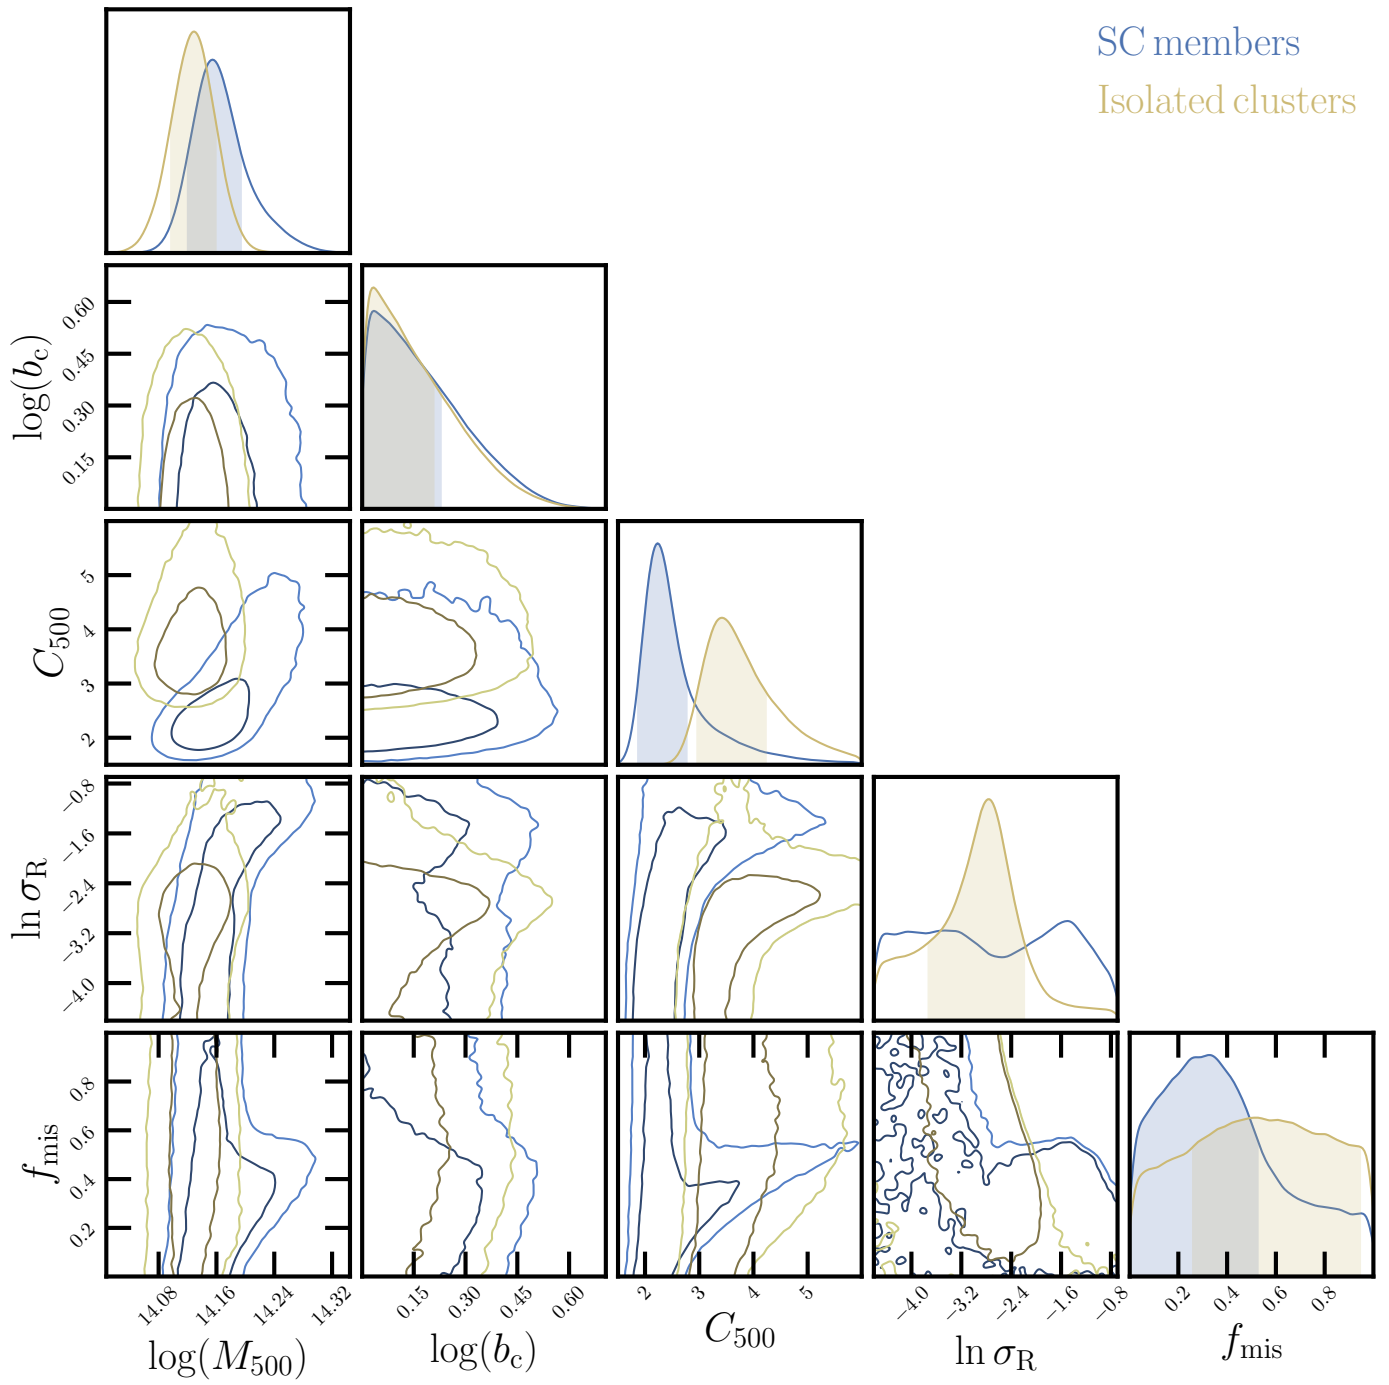 SC members
Isolated clusters
log(b_c)
0.60
0.45
0.30
0.15
C_500
5
4
3
2
ln σ_R
−0.8
−1.6
−2.4
−3.2
−4.0
f_mis
0.8
0.6
0.4
0.2
14.08 14.16 14.24 14.32 0.15 0.30 0.45 0.60 2 3 4 5 −4.0 −3.2 −2.4 −1.6 −0.8 0.2 0.4 0.6 0.8
log(M_500) log(b_c) C_500 ln σ_R f_mis